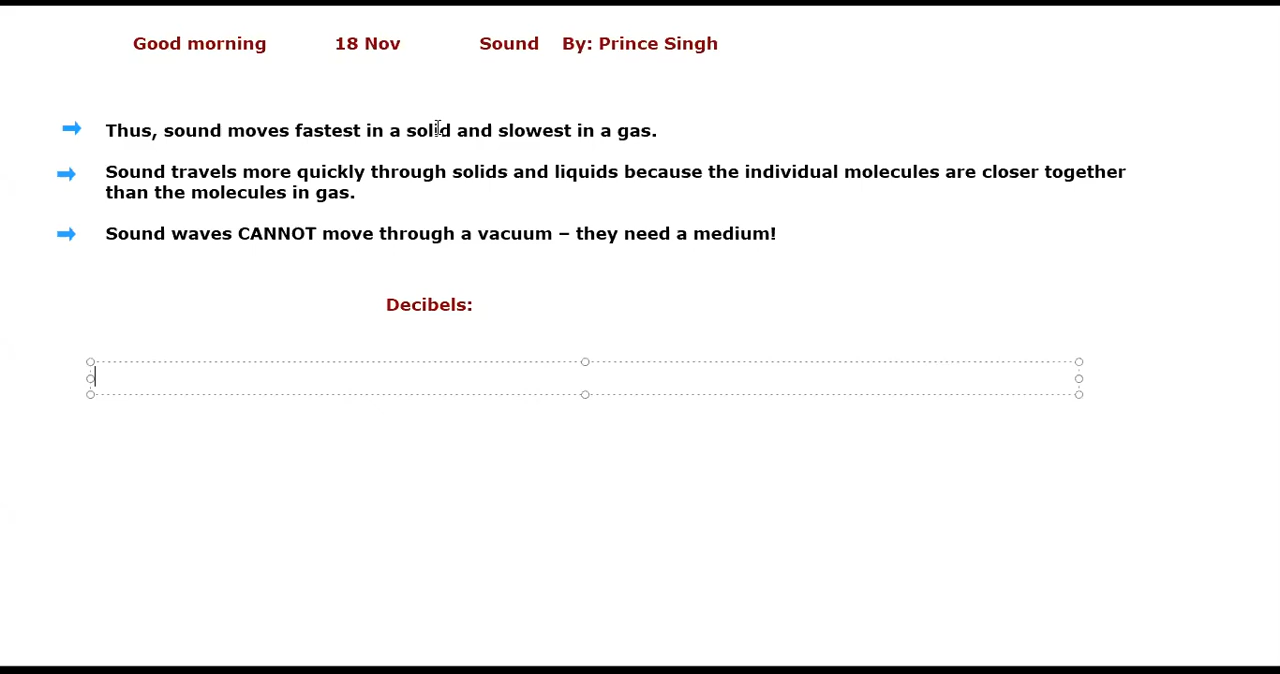 Good morning 18 Nov Sound By: Prince Singh
Thus, sound moves fastest in a solid and slowest in a gas.
Sound travels more quickly through solids and liquids because the individual molecules are closer together
than the molecules in gas.
Sound waves CANNOT move through a vacuum – they need a medium!
Decibels: